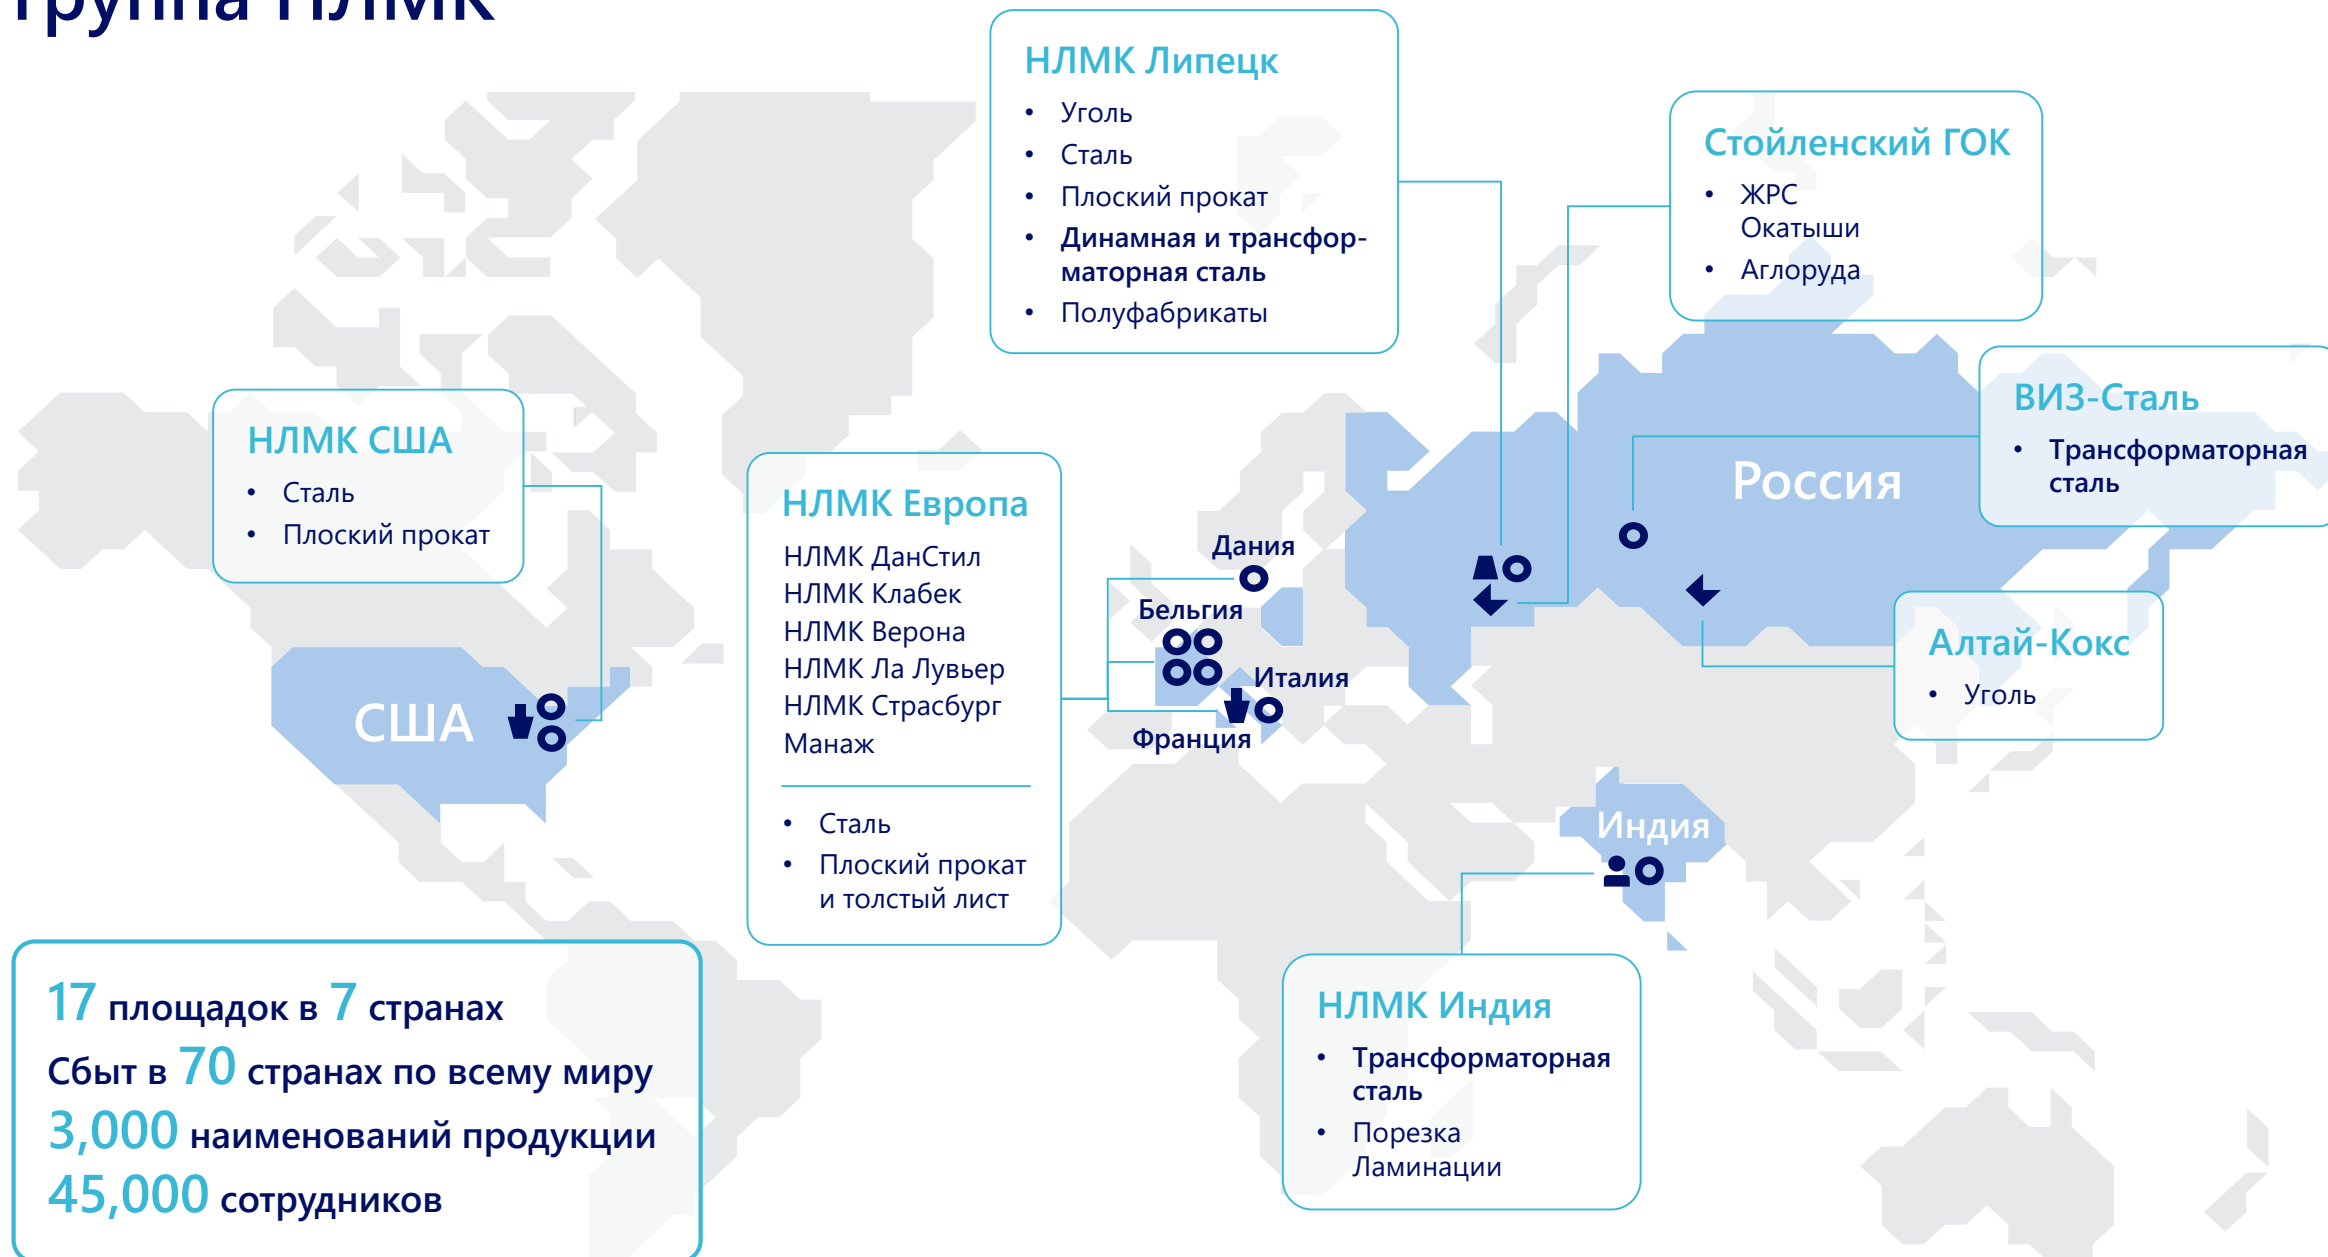 Группа НЛМК
НЛМК Липецк
• Уголь
• Сталь
• Плоский прокат
• Динамная и трансфор-
маторная сталь
• Полуфабрикаты
Стойленский ГОК
• ЖРС
Окатыши
• Аглоруда
НЛМК США
• Сталь
• Плоский прокат
НЛМК Европа
НЛМК ДанСтил
НЛМК Клабек
НЛМК Верона
НЛМК Ла Лувьер
НЛМК Страсбург
Манаж
• Сталь
• Плоский прокат
и толстый лист
ВИЗ-Сталь
• Трансформаторная
сталь
Россия
Дания
Бельгия
Италия
Франция
США
Алтай-Кокс
• Уголь
Индия
НЛМК Индия
• Трансформаторная
сталь
• Порезка
Ламинации
17 площадок в 7 странах
Сбыт в 70 странах по всему миру
3,000 наименований продукции
45,000 сотрудников